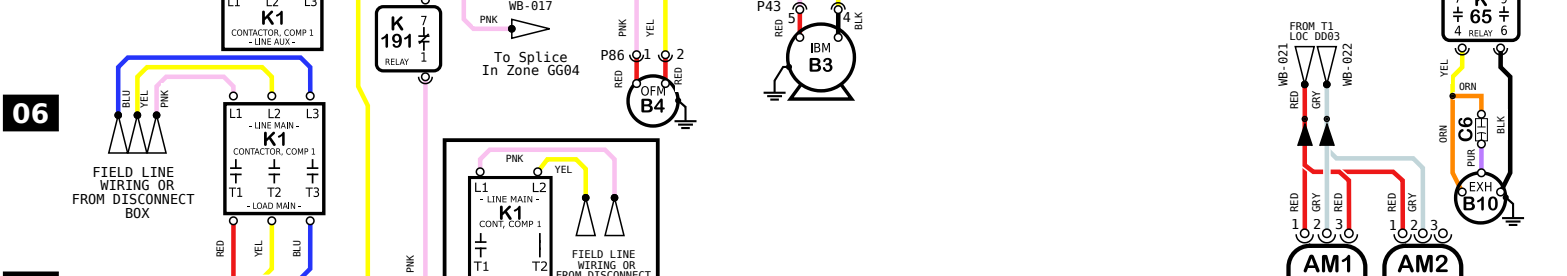 L1 L2 L3
K1
CONTACTOR, COMP 1
- LINE AUX -
K
191
7
1
RELAY
PNK
WB-017
To Splice
In Zone GG04
PNK
YEL
P86 1 2
RED
RED
OFM
B4
P43
5
4
RED
BLK
IBM
B3
FROM T1
LOC DD03
WB-021
WB-022
RED
GRY
K
65
7 5
4 RELAY 6
YEL
ORN
ORN
C6
BLK
PUR
EXH
B10
06
BLU
YEL
PNK
FIELD LINE
WIRING OR
FROM DISCONNECT
BOX
L1 L2 L3
- LINE MAIN -
K1
CONTACTOR, COMP 1
T1 T2 T3
- LOAD MAIN -
RED
YEL
BLU
PNK
PNK
YEL
L1 L2
- LINE MAIN -
K1
CONT, COMP 1
T1 T2
FIELD LINE
WIRING OR
FROM DISCONNECT
RED
GRY
RED
1 2 3
AM1
RED
GRY
1 2 3
AM2